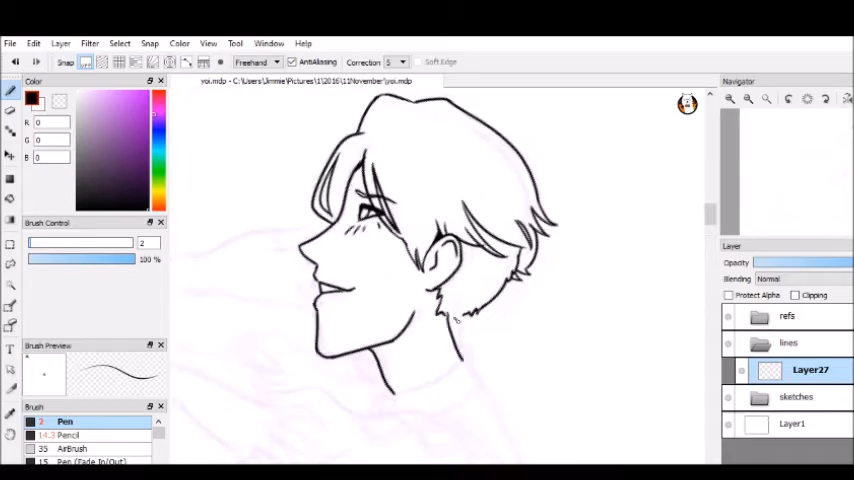 File Edit Layer Filter Select Snap Color View Tool Window Help
Snap OFF Freehand AntiAliasing Correction 5 Soft Edge
yoi.mdp - C:\Users\Jimmie\Pictures\1\2016\11November\yoi.mdp
Color
R 0
G 0
B 0
Brush Control
2
100 %
Brush Preview
Brush
2 Pen
14.3 Pencil
35 AirBrush
15 Pen (Fade In/Out)
Navigator
Layer
Opacity
Blending Normal
Protect Alpha Clipping
refs
lines
Layer27
sketches
Layer1